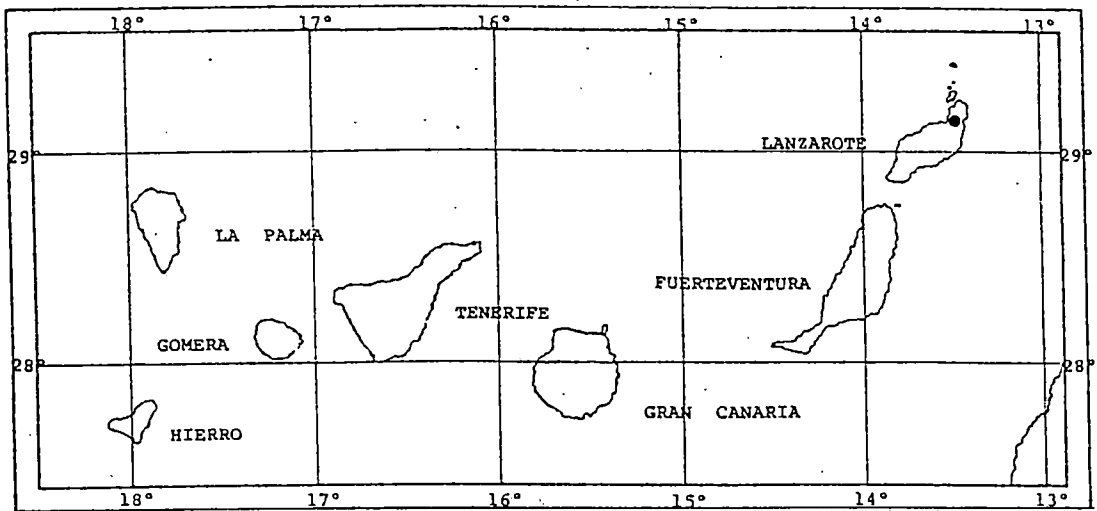 18° 17° 16° 15° 14° 13°
LANZAROTE
29° 29°
LA PALMA
FUERTEVENTURA
TENERIFE
GOMERA
28° 28°
GRAN CANARIA
HIERRO
18° 17° 16° 15° 14° 13°